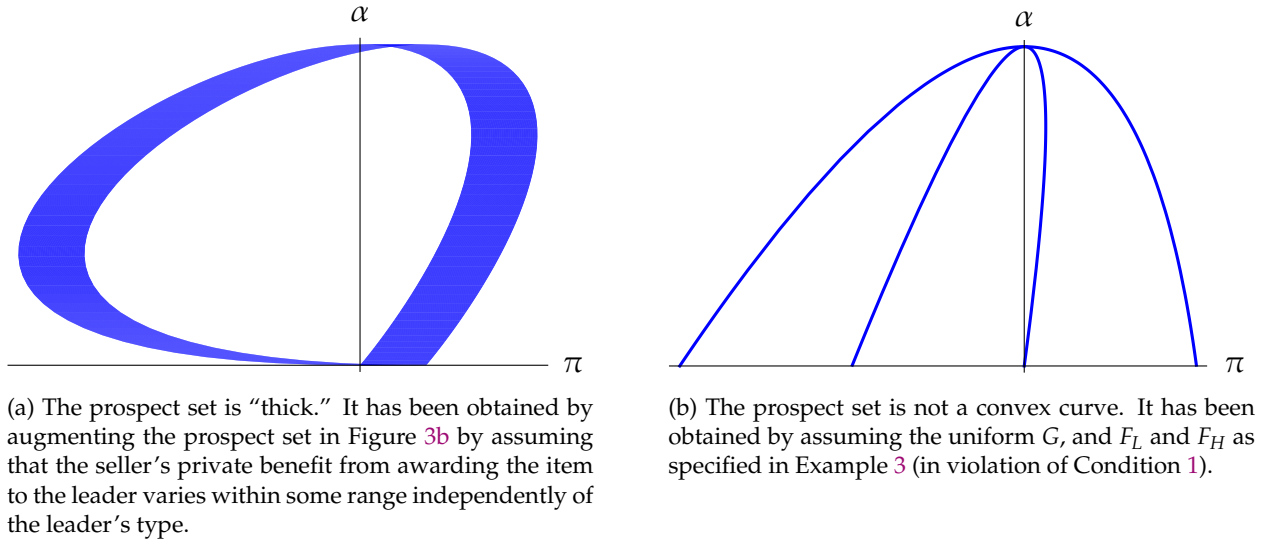 α
π
(a) The prospect set is “thick.” It has been obtained by
augmenting the prospect set in Figure 3b by assuming
that the seller’s private benefit from awarding the item
to the leader varies within some range independently of
the leader’s type.
α
π
(b) The prospect set is not a convex curve. It has been
obtained by assuming the uniform G, and F_L and F_H as
specified in Example 3 (in violation of Condition 1).